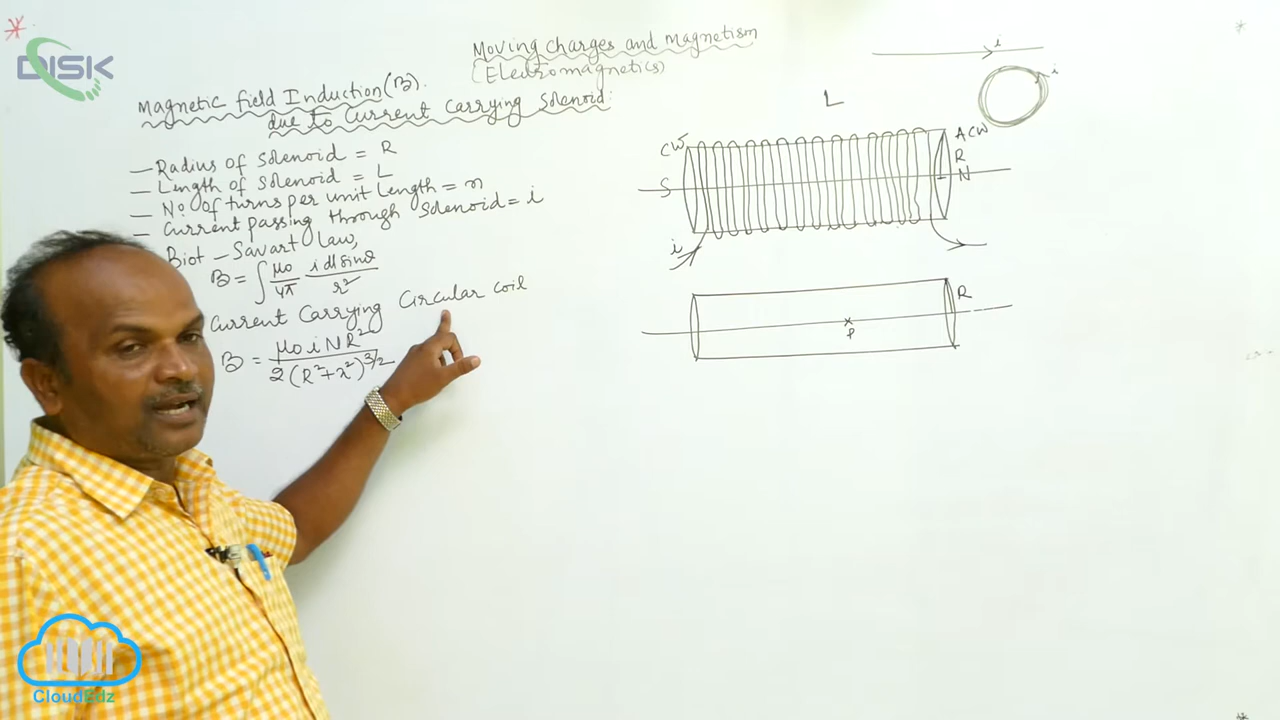 DISK
Moving charges and magnetism
(Electromagnetics)
Magnetic field Induction (B).
due to current carrying Solenoid:
— Radius of Solenoid = R
— Length of Solenoid = L
— No. of turns per unit length = n
— Current passing through Solenoid = i
Biot – Savart Law,
B = ∫ μ0/4π i dl sinθ/r²
Current Carrying Circular coil
B = μ0 i N R² / 2 (R² + x²)^3/2
i
i
L
CW
ACW
R
S
N
i
R
P
CloudEdz